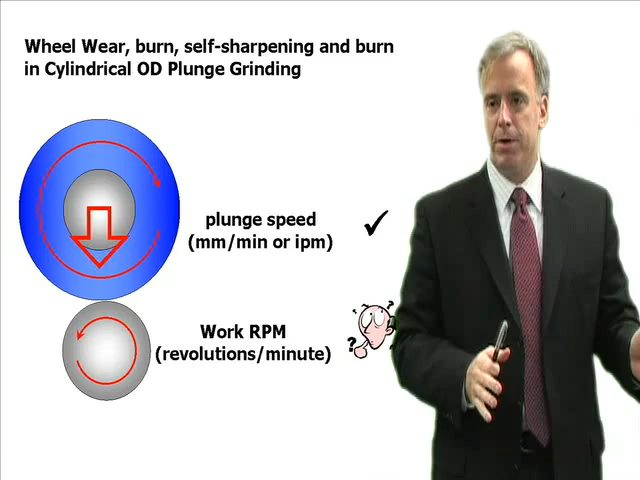 Wheel Wear, burn, self-sharpening and burn
in Cylindrical OD Plunge Grinding
plunge speed
(mm/min or ipm)
Work RPM
(revolutions/minute)